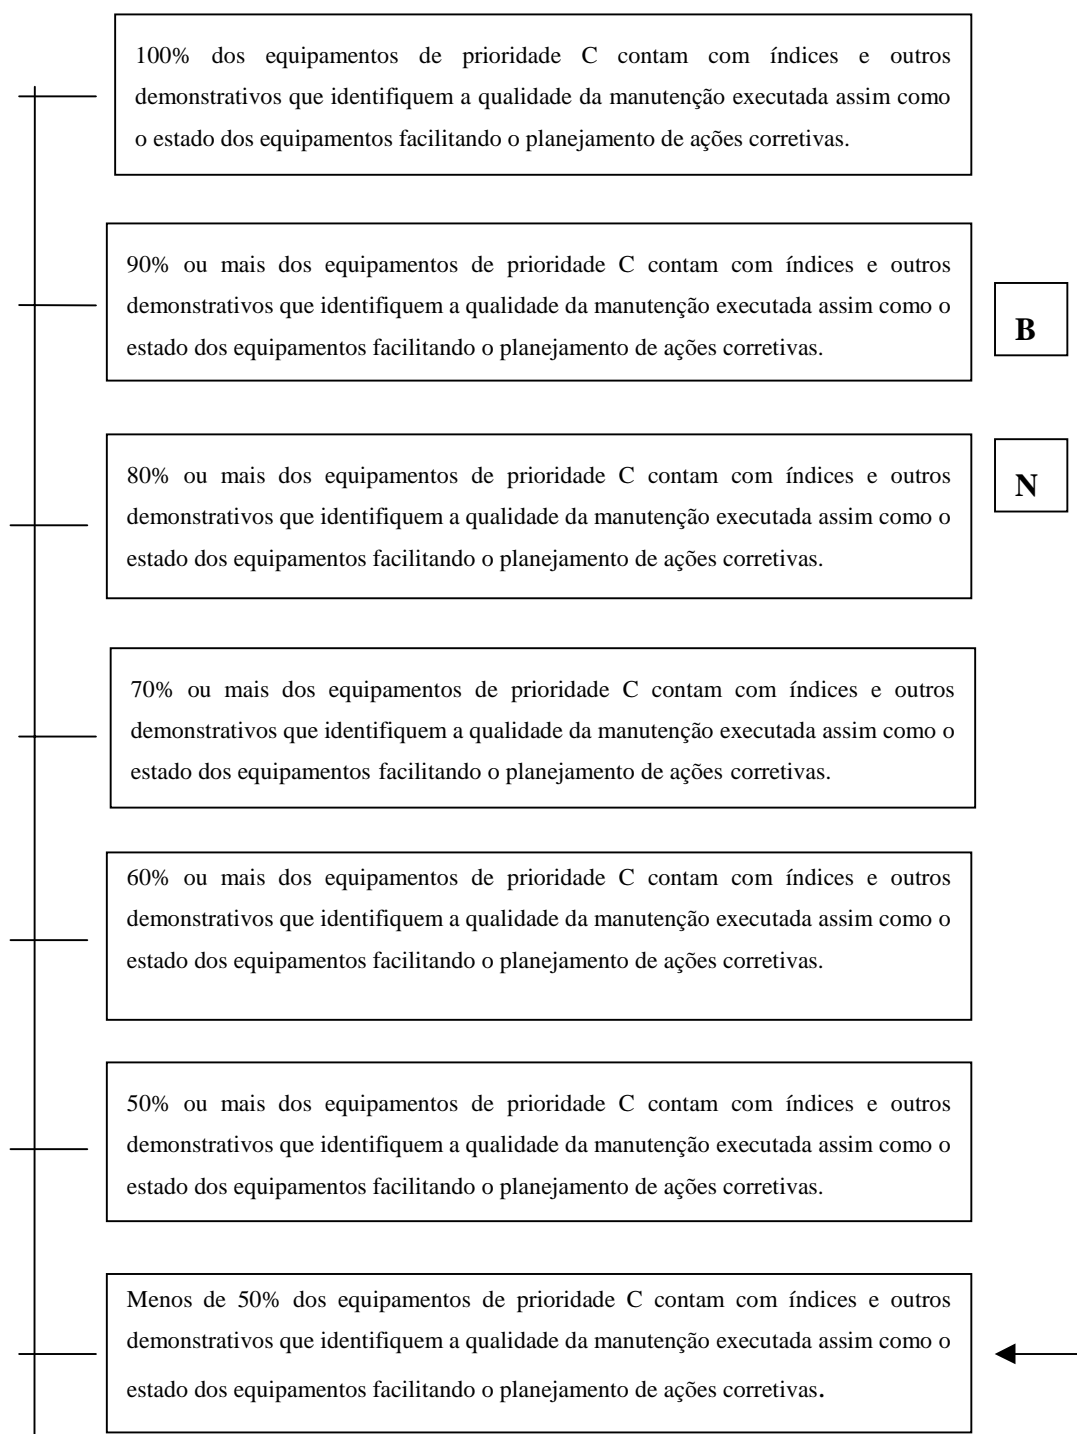 100% dos equipamentos de prioridade C contam com índices e outros
demonstrativos que identifiquem a qualidade da manutenção executada assim como
o estado dos equipamentos facilitando o planejamento de ações corretivas.
90% ou mais dos equipamentos de prioridade C contam com índices e outros
demonstrativos que identifiquem a qualidade da manutenção executada assim como o
estado dos equipamentos facilitando o planejamento de ações corretivas.
B
80% ou mais dos equipamentos de prioridade C contam com índices e outros
demonstrativos que identifiquem a qualidade da manutenção executada assim como o
estado dos equipamentos facilitando o planejamento de ações corretivas.
N
70% ou mais dos equipamentos de prioridade C contam com índices e outros
demonstrativos que identifiquem a qualidade da manutenção executada assim como o
estado dos equipamentos facilitando o planejamento de ações corretivas.
60% ou mais dos equipamentos de prioridade C contam com índices e outros
demonstrativos que identifiquem a qualidade da manutenção executada assim como o
estado dos equipamentos facilitando o planejamento de ações corretivas.
50% ou mais dos equipamentos de prioridade C contam com índices e outros
demonstrativos que identifiquem a qualidade da manutenção executada assim como o
estado dos equipamentos facilitando o planejamento de ações corretivas.
Menos de 50% dos equipamentos de prioridade C contam com índices e outros
demonstrativos que identifiquem a qualidade da manutenção executada assim como o
estado dos equipamentos facilitando o planejamento de ações corretivas.